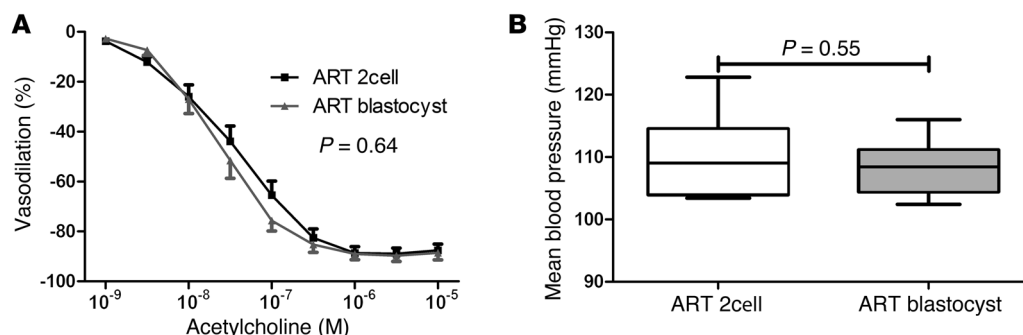 A
0
-20
-40
-60
-80
-100
Vasodilation (%)
ART 2cell
ART blastocyst
P = 0.64
10-9
10-8
10-7
10-6
10-5
Acetylcholine (M)
B
130
120
110
100
90
Mean blood pressure (mmHg)
P = 0.55
ART 2cell
ART blastocyst